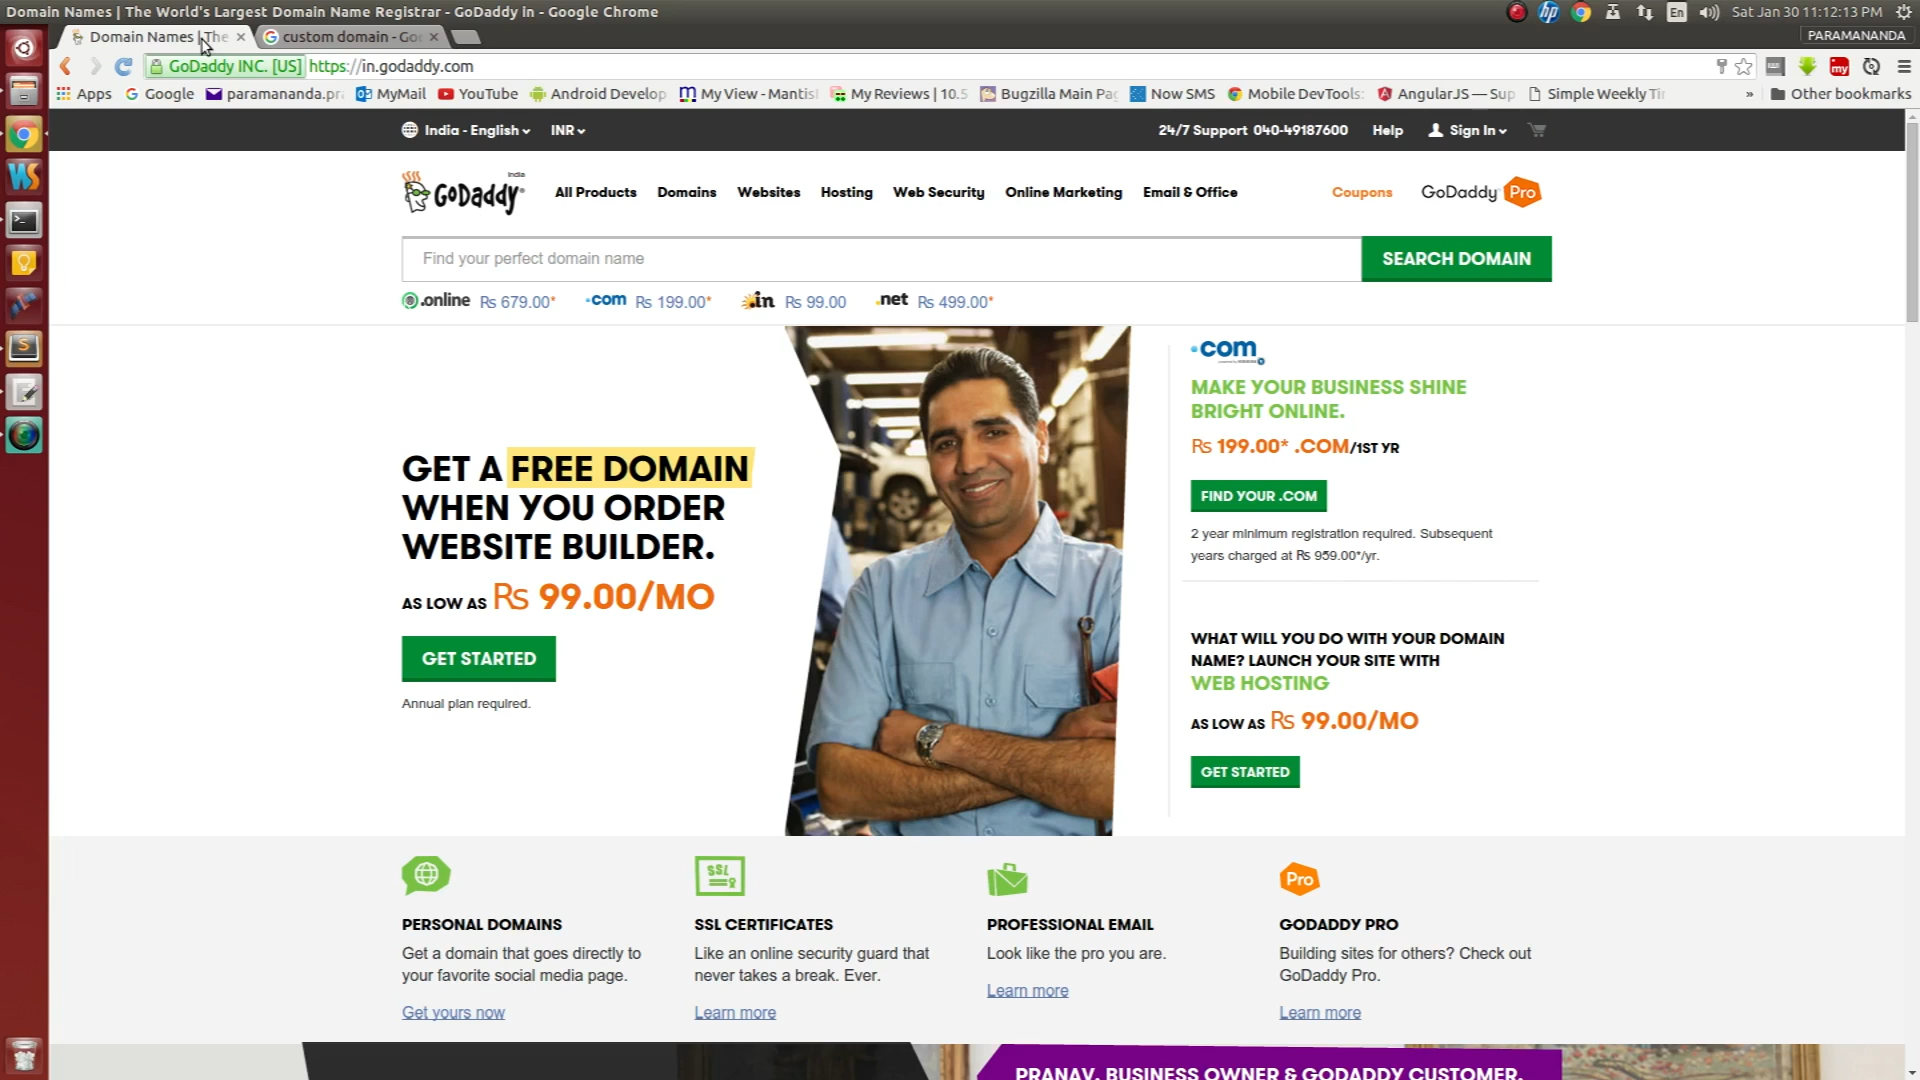 Domain Names | The World's Largest Domain Name Registrar - GoDaddy in - Google Chrome
En
Sat Jan 30 11:12:13 PM
Domain Names | The
custom domain - Goo
PARAMANANDA
GoDaddy INC. [US] https://in.godaddy.com
Apps
Google
paramananda.pr
MyMail
YouTube
Android Develop
My View - Mantis
My Reviews | 10.5
Bugzilla Main Pa
Now SMS
Mobile DevTools:
AngularJS — Sup
Simple Weekly Ti
»
Other bookmarks
India - English
INR
24/7 Support 040-49187600
Help
Sign In
India
GoDaddy
All Products
Domains
Websites
Hosting
Web Security
Online Marketing
Email & Office
Coupons
GoDaddy Pro
Find your perfect domain name
SEARCH DOMAIN
.online Rs 679.00*
.com Rs 199.00*
.in Rs 99.00
.net Rs 499.00*
GET A FREE DOMAIN
WHEN YOU ORDER
WEBSITE BUILDER.
AS LOW AS Rs 99.00/MO
GET STARTED
Annual plan required.
.com
MAKE YOUR BUSINESS SHINE
BRIGHT ONLINE.
Rs 199.00* .COM/1ST YR
FIND YOUR .COM
2 year minimum registration required. Subsequent
years charged at Rs 959.00*/yr.
WHAT WILL YOU DO WITH YOUR DOMAIN
NAME? LAUNCH YOUR SITE WITH
WEB HOSTING
AS LOW AS Rs 99.00/MO
GET STARTED
PERSONAL DOMAINS
Get a domain that goes directly to
your favorite social media page.
Get yours now
SSL
SSL CERTIFICATES
Like an online security guard that
never takes a break. Ever.
Learn more
PROFESSIONAL EMAIL
Look like the pro you are.
Learn more
Pro
GODADDY PRO
Building sites for others? Check out
GoDaddy Pro.
Learn more
PRANAV, BUSINESS OWNER & GODADDY CUSTOMER.